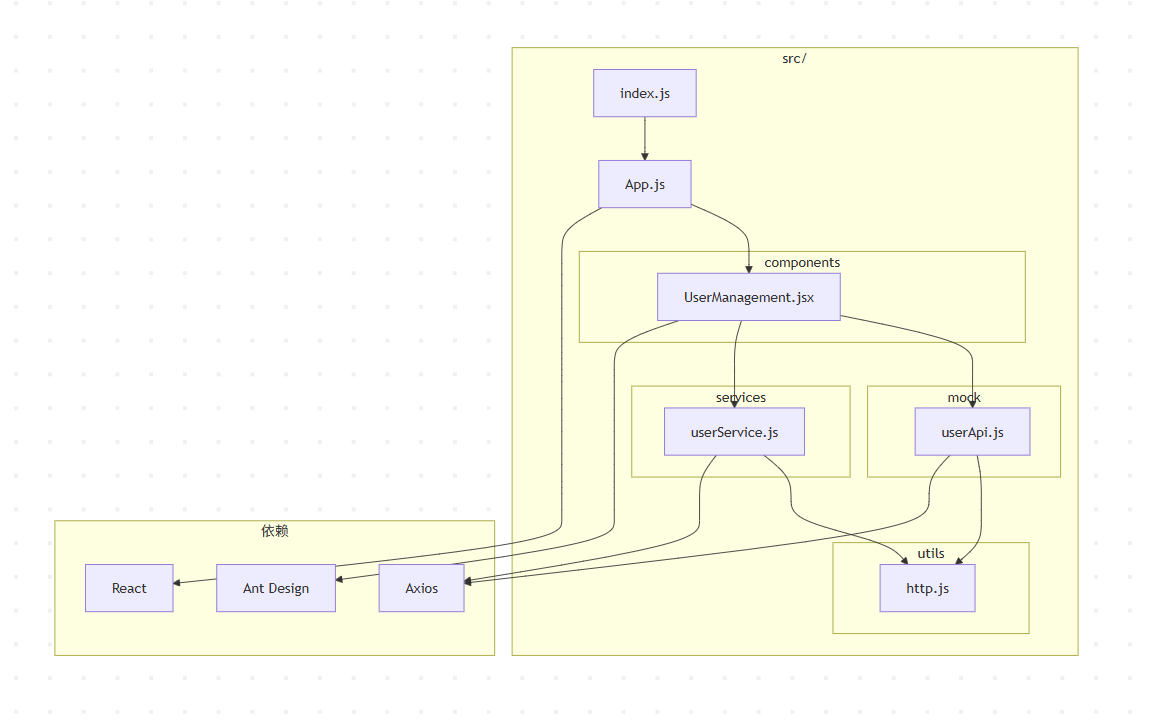 src/
index.js
App.js
components
UserManagement.jsx
services
mock
userService.js
userApi.js
依赖
utils
React
Ant Design
Axios
http.js